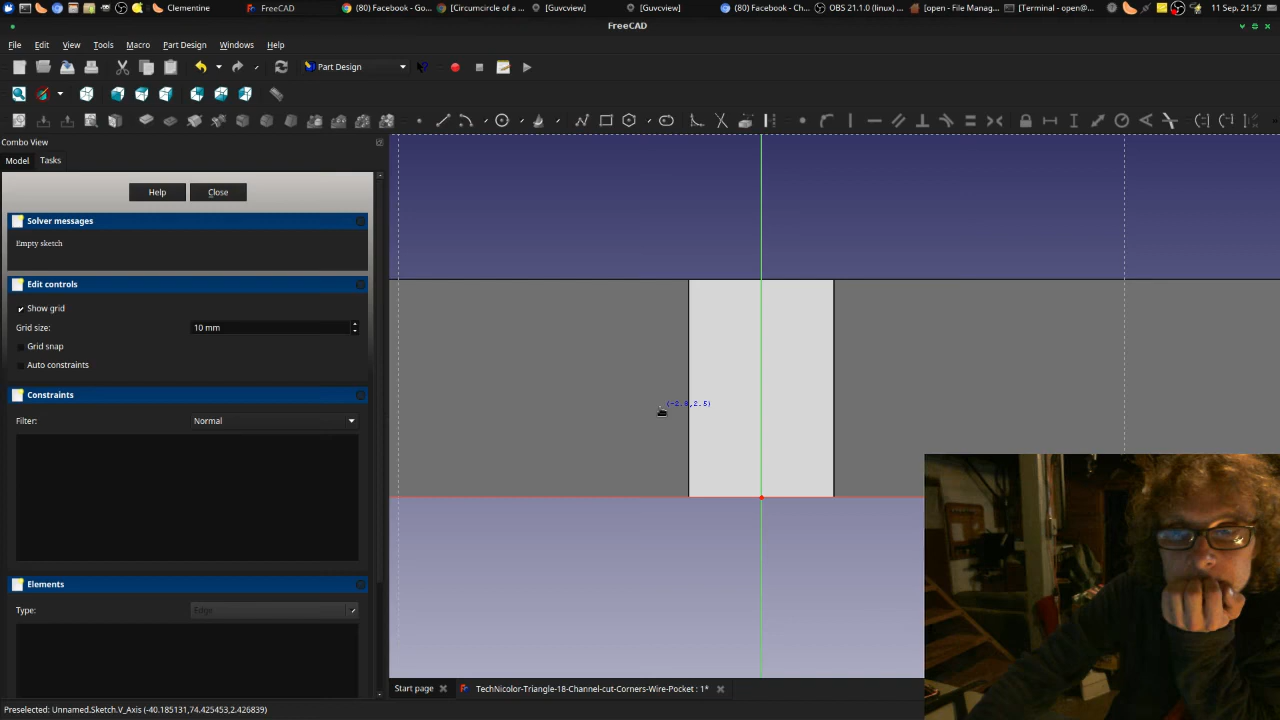 Clementine
FreeCAD
(80) Facebook - Go...
[Circumcircle of a ...
[Guvcview]
[Guvcview]
(80) Facebook - Ch...
OBS 21.1.0 (linux) ...
[open - File Manag...
[Terminal - open@...
11 Sep, 21:57
FreeCAD
File Edit View Tools Macro Part Design Windows Help
Part Design
Combo View
Model Tasks
Help Close
Solver messages
Empty sketch
Edit controls
Show grid
Grid size: 10 mm
Grid snap
Auto constraints
Constraints
Filter: Normal
Elements
Type: Edge
Start page
TechNicolor-Triangle-18-Channel-cut-Corners-Wire-Pocket : 1*
Preselected: Unnamed.Sketch.V_Axis (-40.185131,74.425453,2.426839)